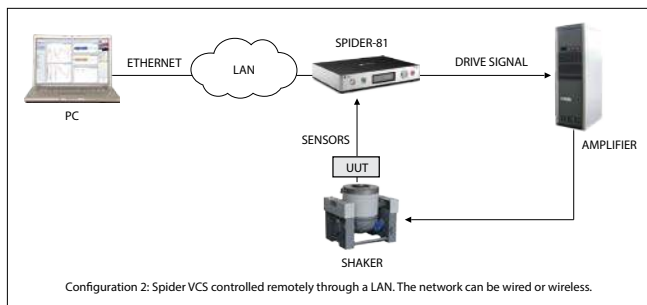 SPIDER-81
ETHERNET
LAN
DRIVE SIGNAL
PC
SENSORS
AMPLIFIER
UUT
SHAKER
Configuration 2: Spider VCS controlled remotely through a LAN. The network can be wired or wireless.